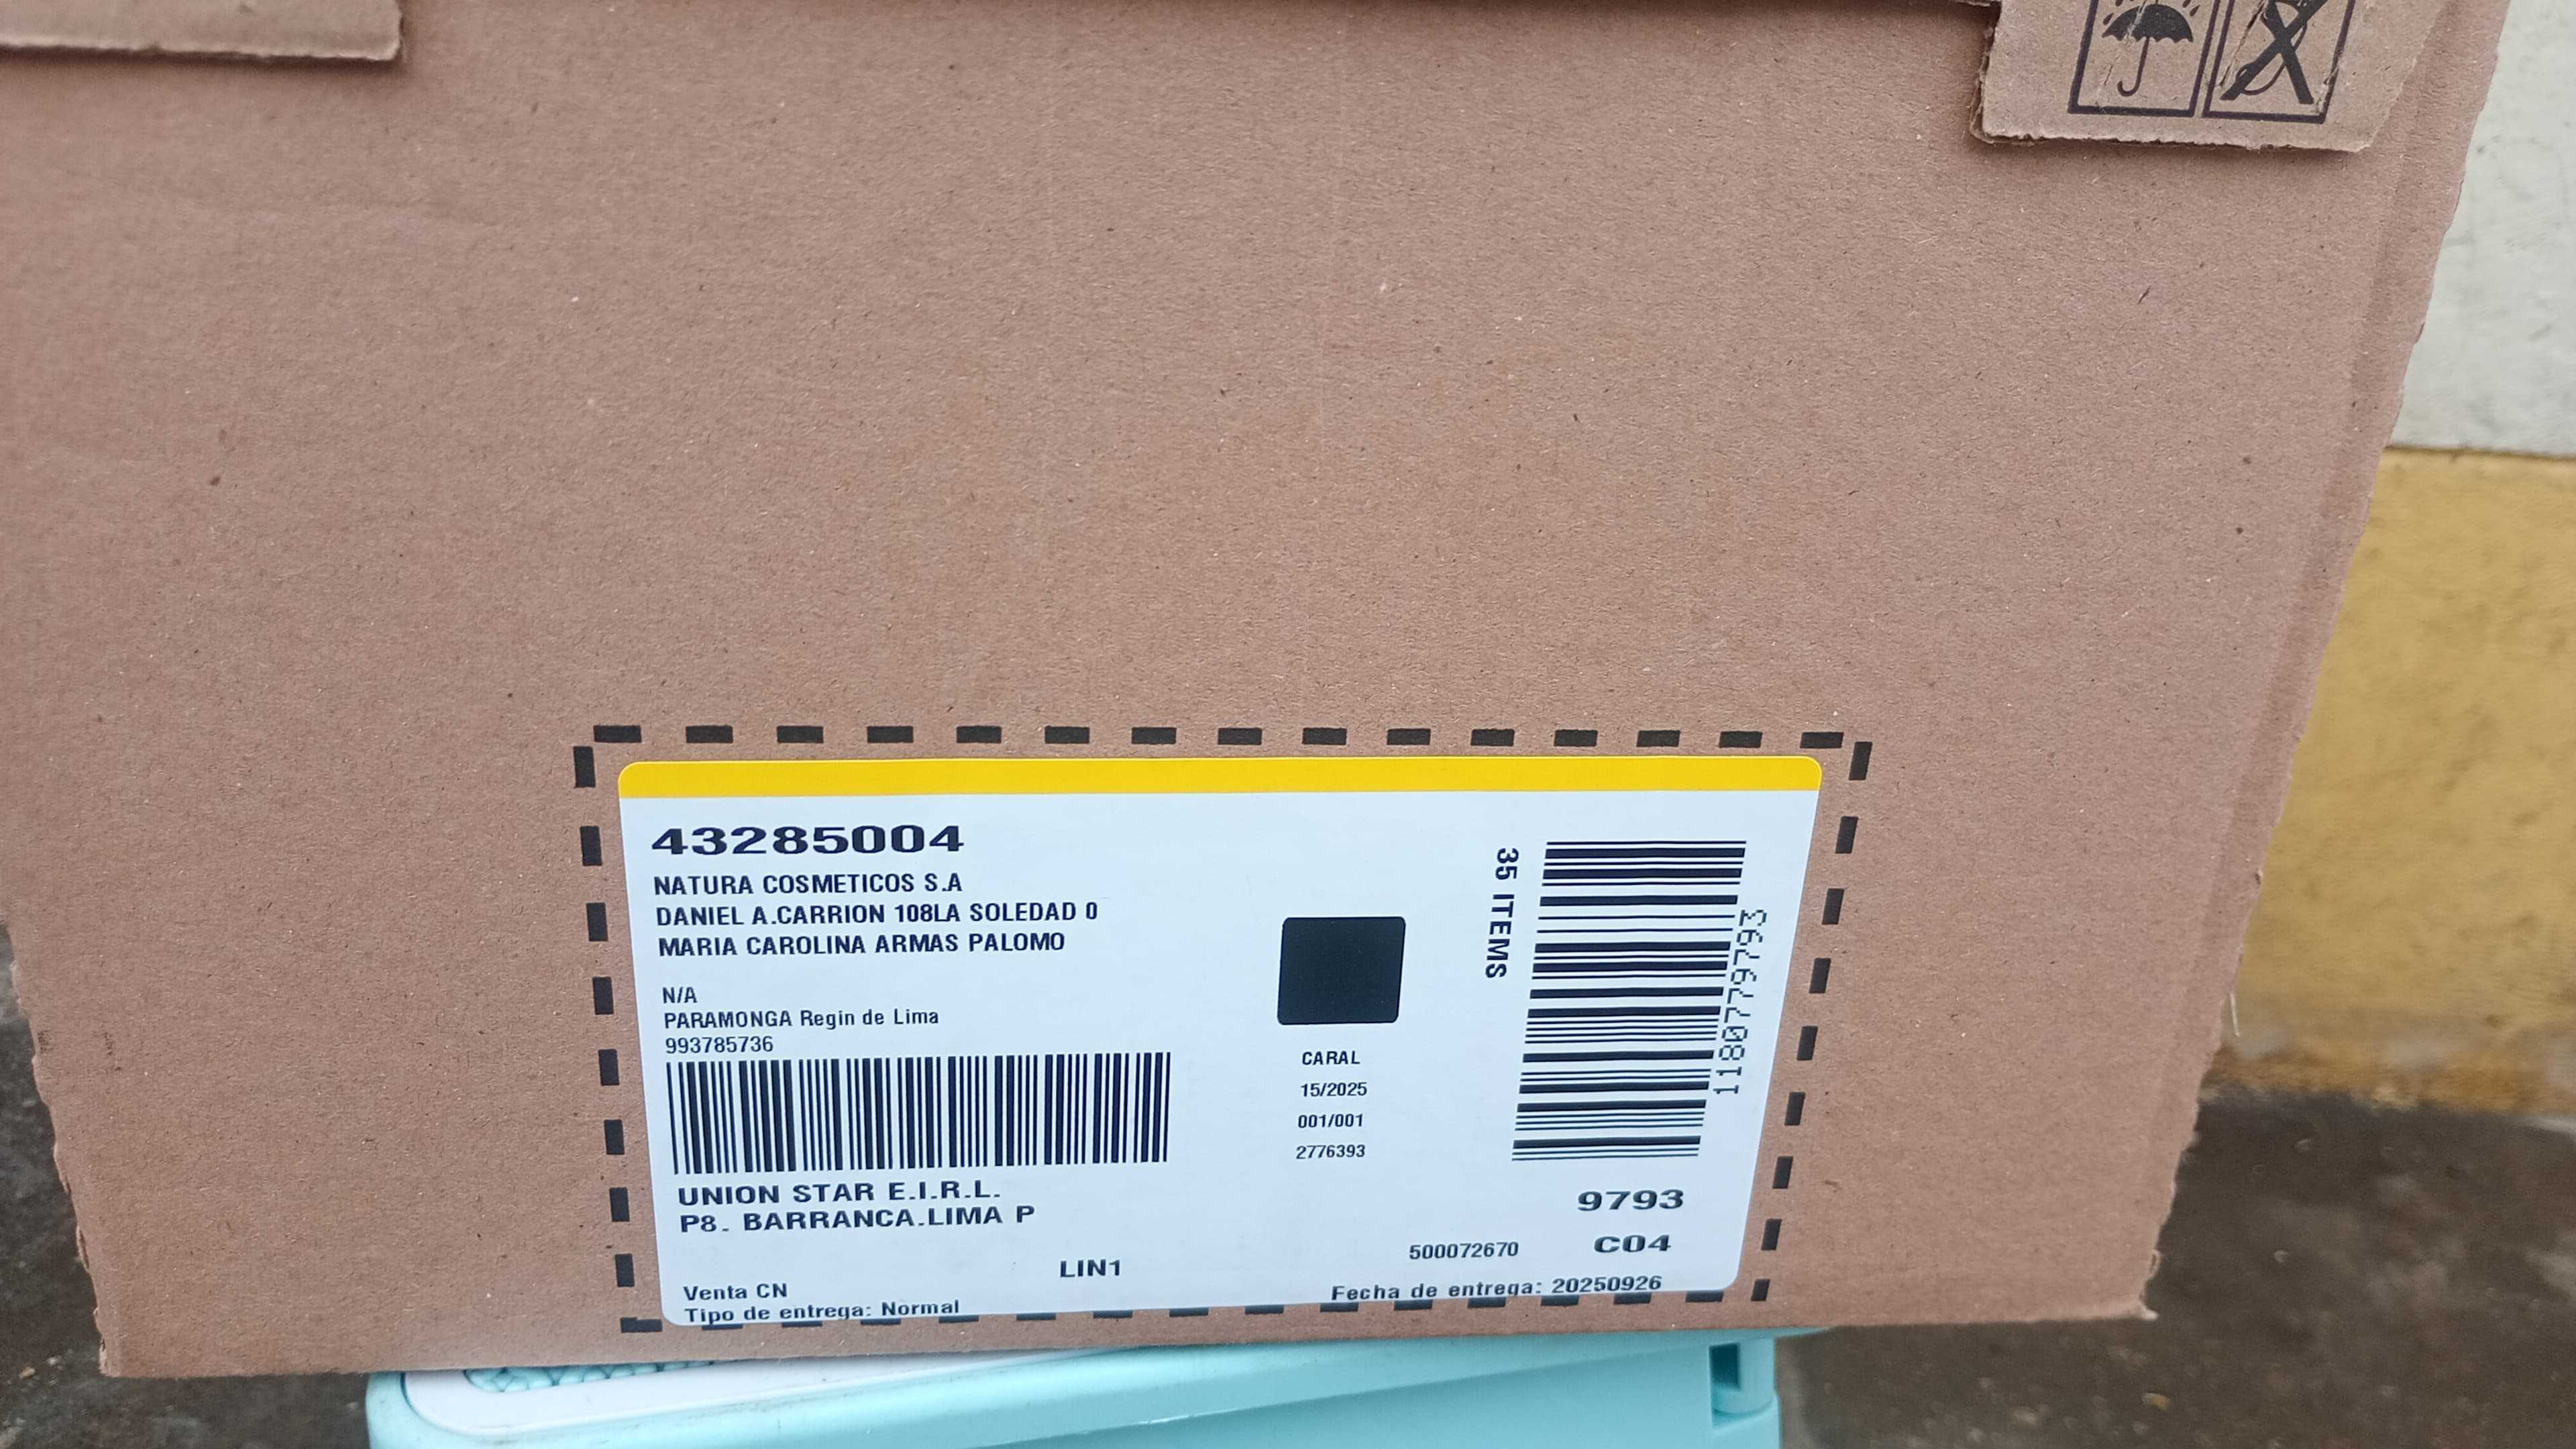 43285004
NATURA COSMETICOS S.A
DANIEL A.CARRION 108LA SOLEDAD 0
MARIA CAROLINA ARMAS PALOMO
N/A
PARAMONGA Regin de Lima
993785736
UNION STAR E.I.R.L.
P8. BARRANCA.LIMA P
LIN1
Venta CN
Tipo de entrega: Normal
CARAL
15/2025
001/001
2776393
35 ITEMS
1180779793
9793
500072670
C04
Fecha de entrega: 20250926